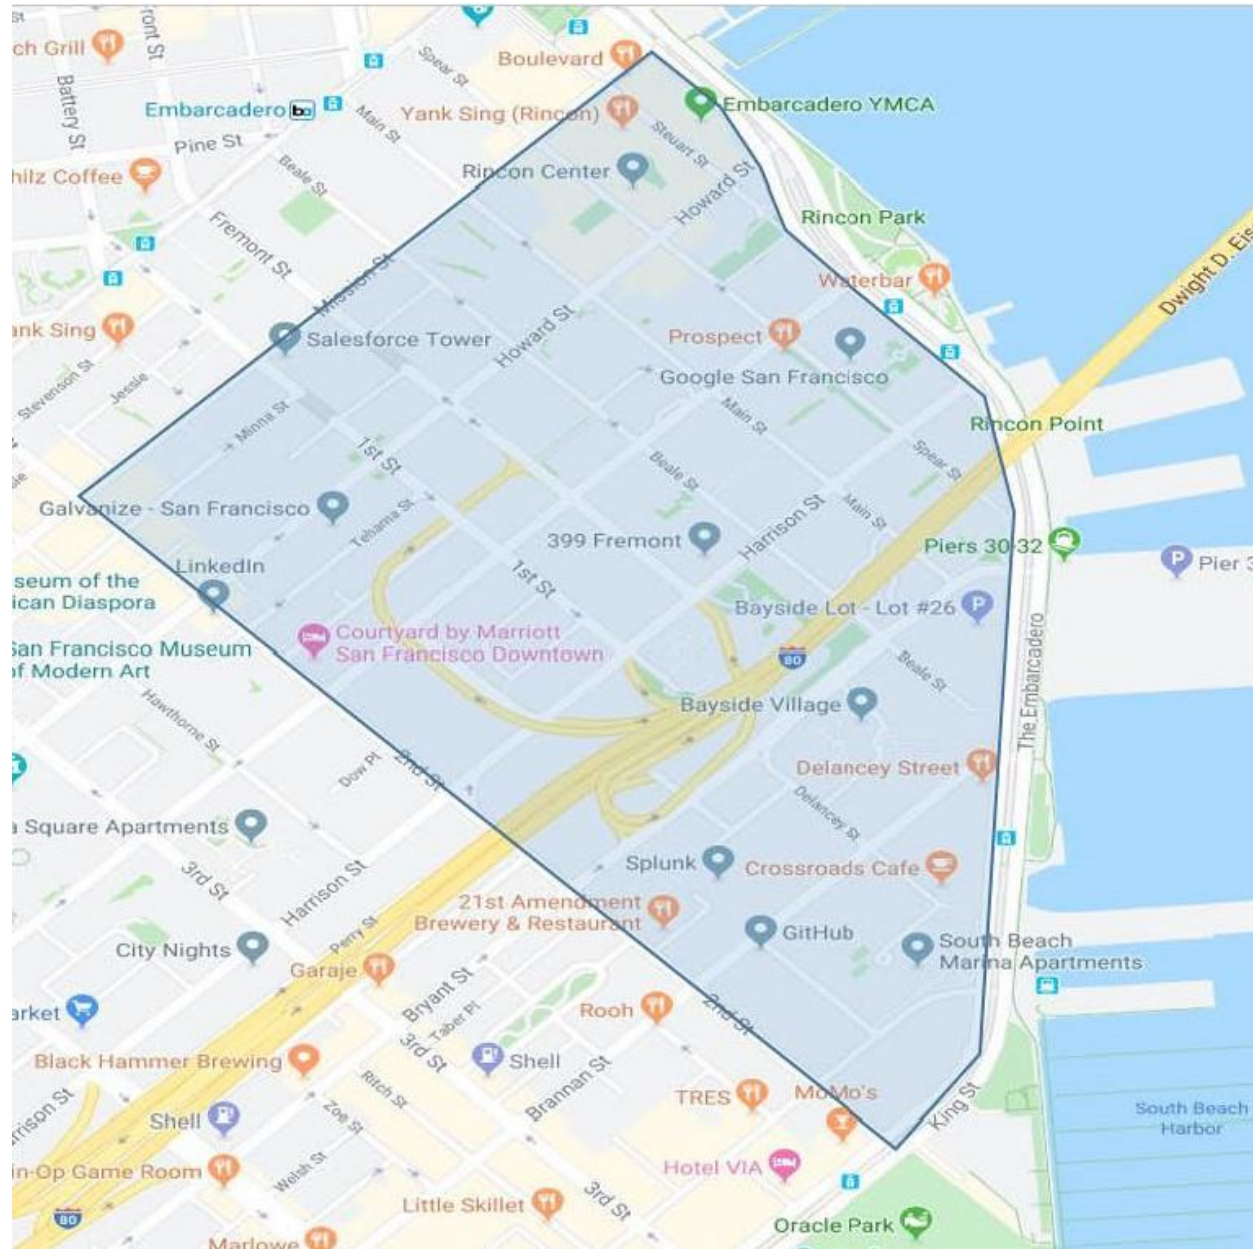 St
ront St
ch Grill
Boulevard
Spear St
Battery St
Embarcadero
Main St
Yank Sing (Rincon)
Embarcadero YMCA
Steuart St
Pine St
Beale St
hilz Coffee
Rincon Center
Howard St
Rincon Park
Fremont St
Mission St
Waterbar
Dwight D. Eis
ank Sing
Salesforce Tower
Howard St
Prospect
Google San Francisco
Stevenson St
Jessie
Minna St
Main St
Rincon Point
1st St
Beale St
Spear St
Galvanize - San Francisco
Tehama St
Harrison St
Main St
399 Fremont
Piers 30-32
Pier 3
LinkedIn
seum of the
ican Diaspora
1st St
Bayside Lot - Lot #26
Courtyard by Marriott
San Francisco Downtown
San Francisco Museum
of Modern Art
80
Beale St
The Embarcadero
Hawthorne St
Bayside Village
Dow Pl
2nd St
Delancey Street
Delancey St
a Square Apartments
3rd St
Harrison St
Splunk
Crossroads Cafe
21st Amendment
Brewery & Restaurant
Perry St
City Nights
GitHub
South Beach
Marina Apartments
Garaje
Bryant St
Taber Pl
arket
Rooh
2nd St
Black Hammer Brewing
3rd St
Shell
Ritch St
Brannan St
TRES
MoMo's
King St
rrison St
Shell
Zoe St
South Beach
Harbor
in-Op Game Room
Welsh St
Hotel VIA
3rd St
Little Skillet
80
Oracle Park
Marlowe